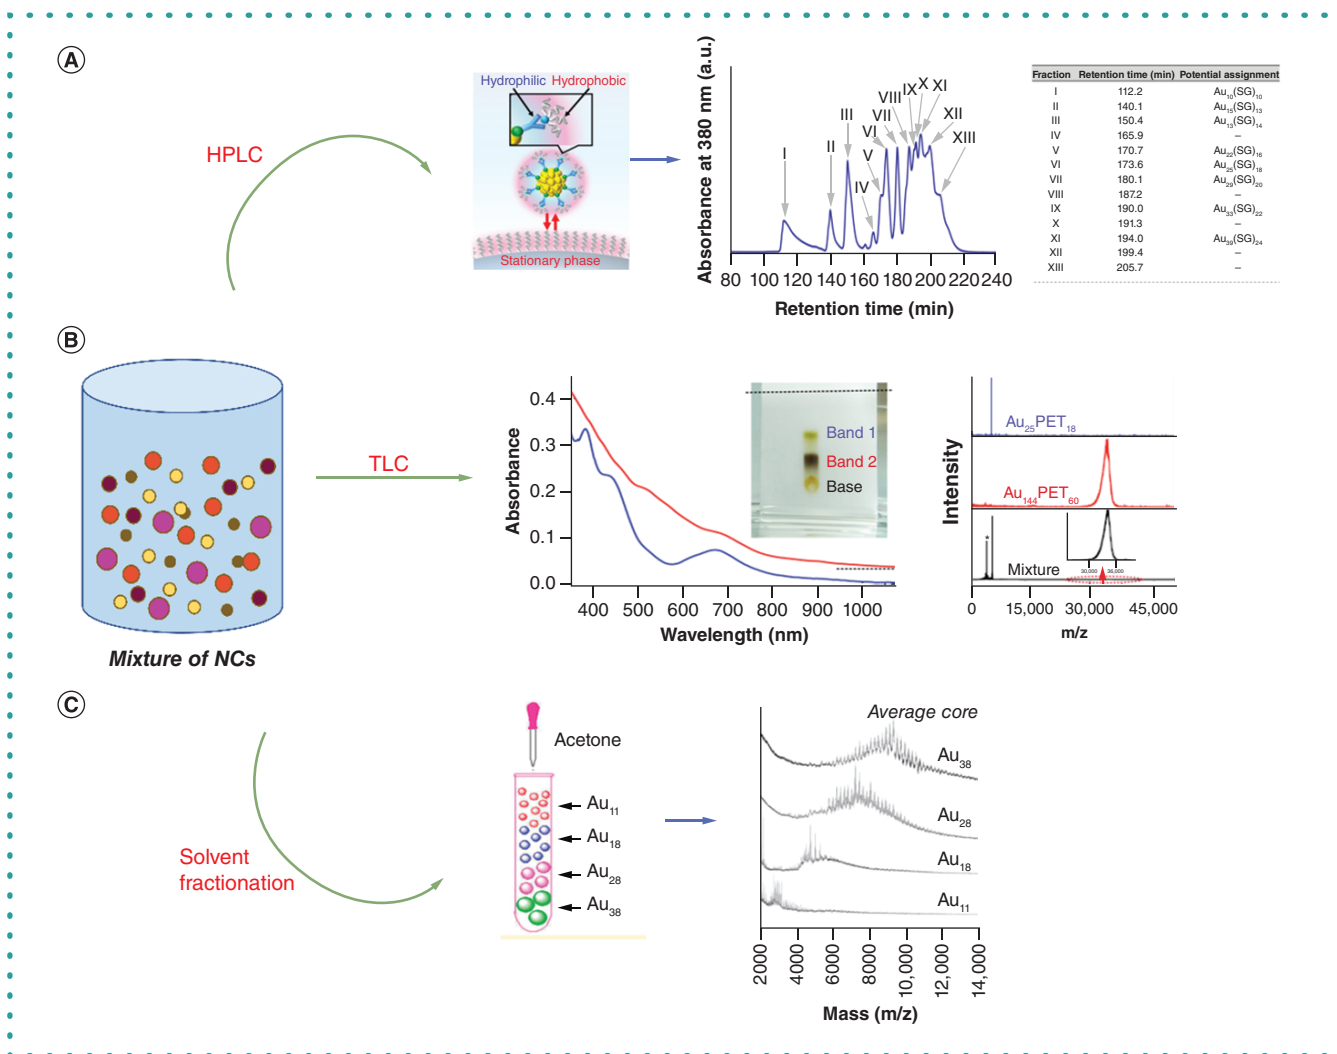 A
HPLC
Hydrophilic Hydrophobic
Stationary phase
Absorbance at 380 nm (a.u.)
I
II
III
IV
V
VI
VII
VIII
IX
X
XI
XII
XIII
80 100 120 140 160 180 200 220 240
Retention time (min)
Fraction Retention time (min) Potential assignment
I 112.2 Au10(SG)10
II 140.1 Au15(SG)13
III 150.4 Au13(SG)14
IV 165.9 –
V 170.7 Au22(SG)16
VI 173.6 Au25(SG)18
VII 180.1 Au29(SG)20
VIII 187.2 –
IX 190.0 Au33(SG)22
X 191.3 –
XI 194.0 Au39(SG)24
XII 199.4 –
XIII 205.7 –
B
Mixture of NCs
TLC
Absorbance
0.4
0.3
0.2
0.1
0.0
400 500 600 700 800 900 1000
Wavelength (nm)
Band 1
Band 2
Base
Intensity
Au25PET18
Au144PET60
Mixture
*
30,000 36,000
0 15,000 30,000 45,000
m/z
C
Solvent
fractionation
Acetone
Au11
Au18
Au28
Au38
Average core
Au38
Au28
Au18
Au11
2000 4000 6000 8000 10,000 12,000 14,000
Mass (m/z)